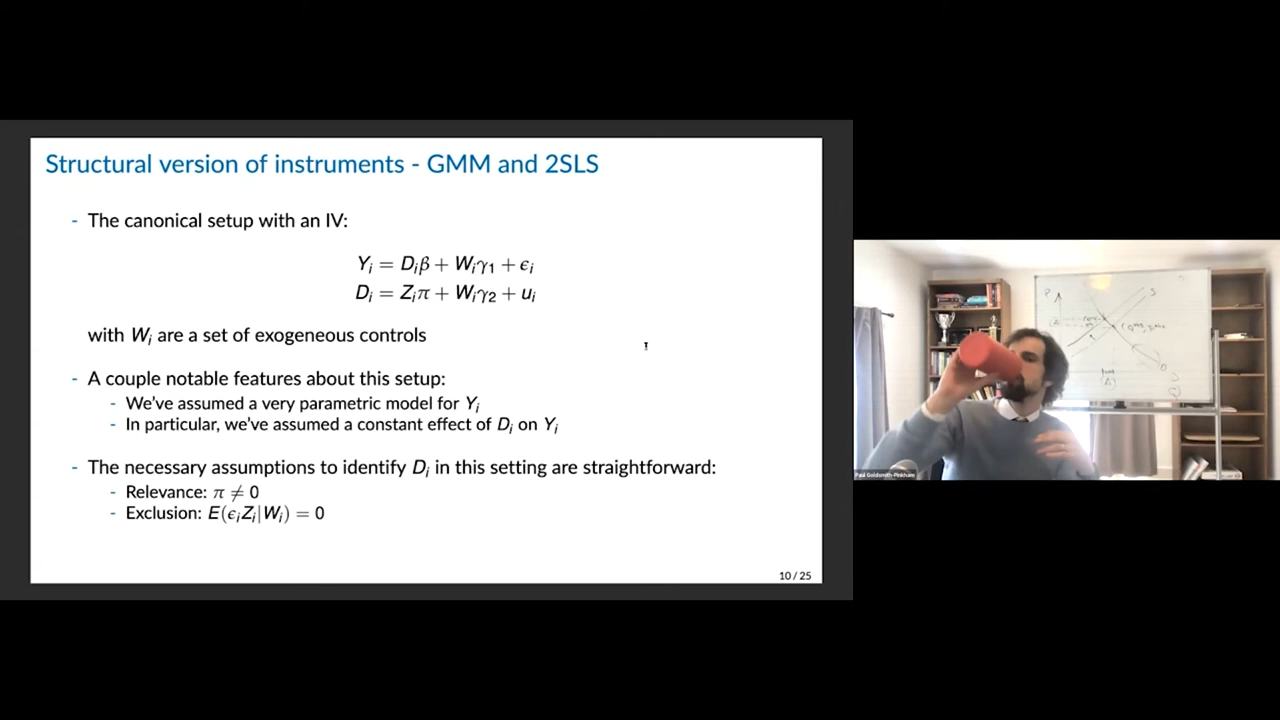 Structural version of instruments - GMM and 2SLS
- The canonical setup with an IV:
Yᵢ = Dᵢβ + Wᵢγ₁ + ϵᵢ
Dᵢ = Zᵢπ + Wᵢγ₂ + uᵢ
with Wᵢ are a set of exogeneous controls
- A couple notable features about this setup:
- We've assumed a very parametric model for Yᵢ
- In particular, we've assumed a constant effect of Dᵢ on Yᵢ
- The necessary assumptions to identify Dᵢ in this setting are straightforward:
- Relevance: π ≠ 0
- Exclusion: E(ϵᵢZᵢ|Wᵢ) = 0
10 / 25
Paul Goldsmith-Pinkham
P
S
D